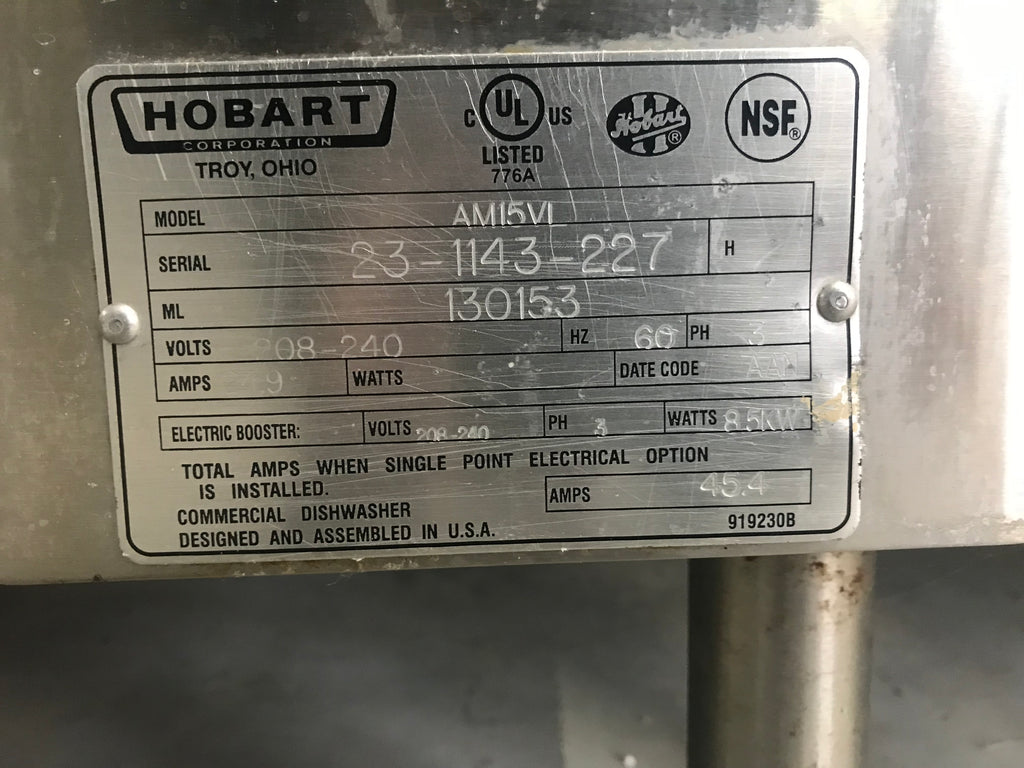 HOBART
CORPORATION
TROY, OHIO
C UL US
LISTED
776A
Hobart ®
NSF®
MODEL AM15VL
SERIAL 23-1143-227 H
ML 130153
VOLTS 208-240 HZ 60 PH 3
AMPS 9 WATTS DATE CODE
ELECTRIC BOOSTER: VOLTS 208-240 PH 3 WATTS 8.5KW
TOTAL AMPS WHEN SINGLE POINT ELECTRICAL OPTION
IS INSTALLED.
AMPS 45.4
COMMERCIAL DISHWASHER
DESIGNED AND ASSEMBLED IN U.S.A.
919230B